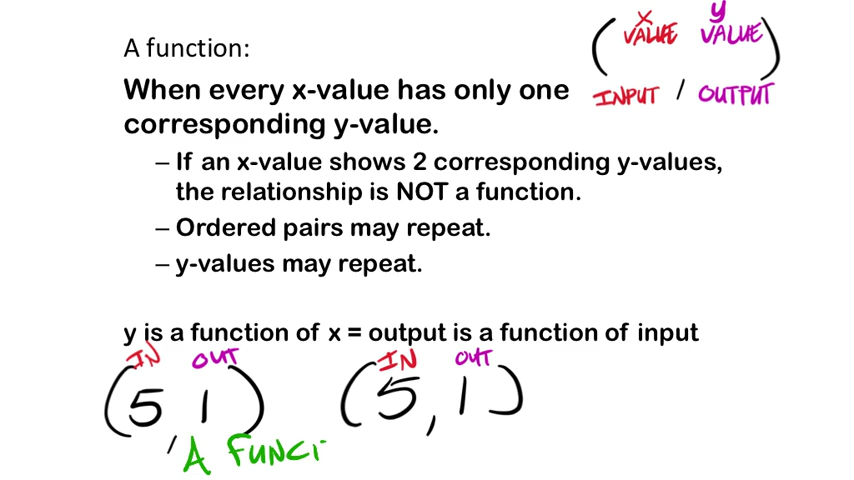 x y
( VALUE VALUE )
A function:
When every x-value has only one
INPUT / OUTPUT
corresponding y-value.
– If an x-value shows 2 corresponding y-values,
the relationship is NOT a function.
– Ordered pairs may repeat.
– y-values may repeat.
y is a function of x = output is a function of input
IN OUT IN OUT
(5, 1) (5, 1)
A FUNCI